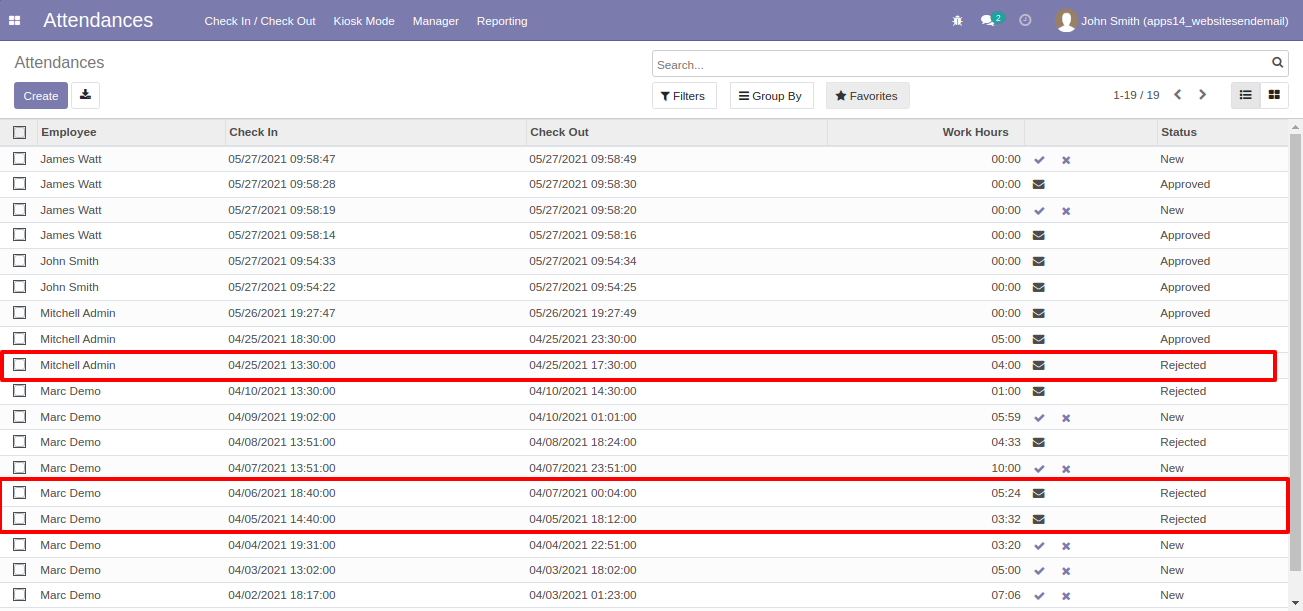 Attendances Check In / Check Out Kiosk Mode Manager Reporting 2 John Smith (apps14_websitesendemail)
Attendances Search...
Create Filters Group By Favorites 1-19 / 19
Employee Check In Check Out Work Hours Status
James Watt 05/27/2021 09:58:47 05/27/2021 09:58:49 00:00 New
James Watt 05/27/2021 09:58:28 05/27/2021 09:58:30 00:00 Approved
James Watt 05/27/2021 09:58:19 05/27/2021 09:58:20 00:00 New
James Watt 05/27/2021 09:58:14 05/27/2021 09:58:16 00:00 Approved
John Smith 05/27/2021 09:54:33 05/27/2021 09:54:34 00:00 Approved
John Smith 05/27/2021 09:54:22 05/27/2021 09:54:25 00:00 Approved
Mitchell Admin 05/26/2021 19:27:47 05/26/2021 19:27:49 00:00 Approved
Mitchell Admin 04/25/2021 18:30:00 04/25/2021 23:30:00 05:00 Approved
Mitchell Admin 04/25/2021 13:30:00 04/25/2021 17:30:00 04:00 Rejected
Marc Demo 04/10/2021 13:30:00 04/10/2021 14:30:00 01:00 Rejected
Marc Demo 04/09/2021 19:02:00 04/10/2021 01:01:00 05:59 New
Marc Demo 04/08/2021 13:51:00 04/08/2021 18:24:00 04:33 Rejected
Marc Demo 04/07/2021 13:51:00 04/07/2021 23:51:00 10:00 New
Marc Demo 04/06/2021 18:40:00 04/07/2021 00:04:00 05:24 Rejected
Marc Demo 04/05/2021 14:40:00 04/05/2021 18:12:00 03:32 Rejected
Marc Demo 04/04/2021 19:31:00 04/04/2021 22:51:00 03:20 New
Marc Demo 04/03/2021 13:02:00 04/03/2021 18:02:00 05:00 New
Marc Demo 04/02/2021 18:17:00 04/03/2021 01:23:00 07:06 New